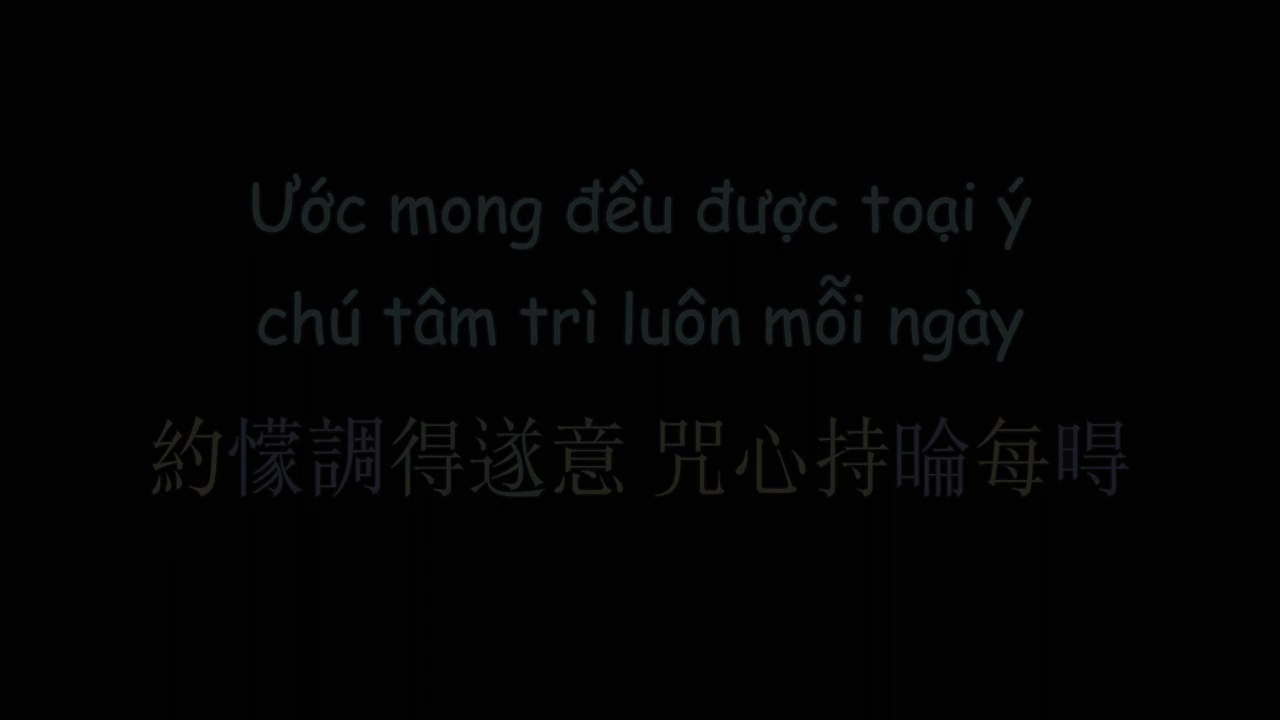 Ước mong đều được toại ý
chú tâm trì luôn mỗi ngày
約懞調得遂意 咒心持㫻每㝵